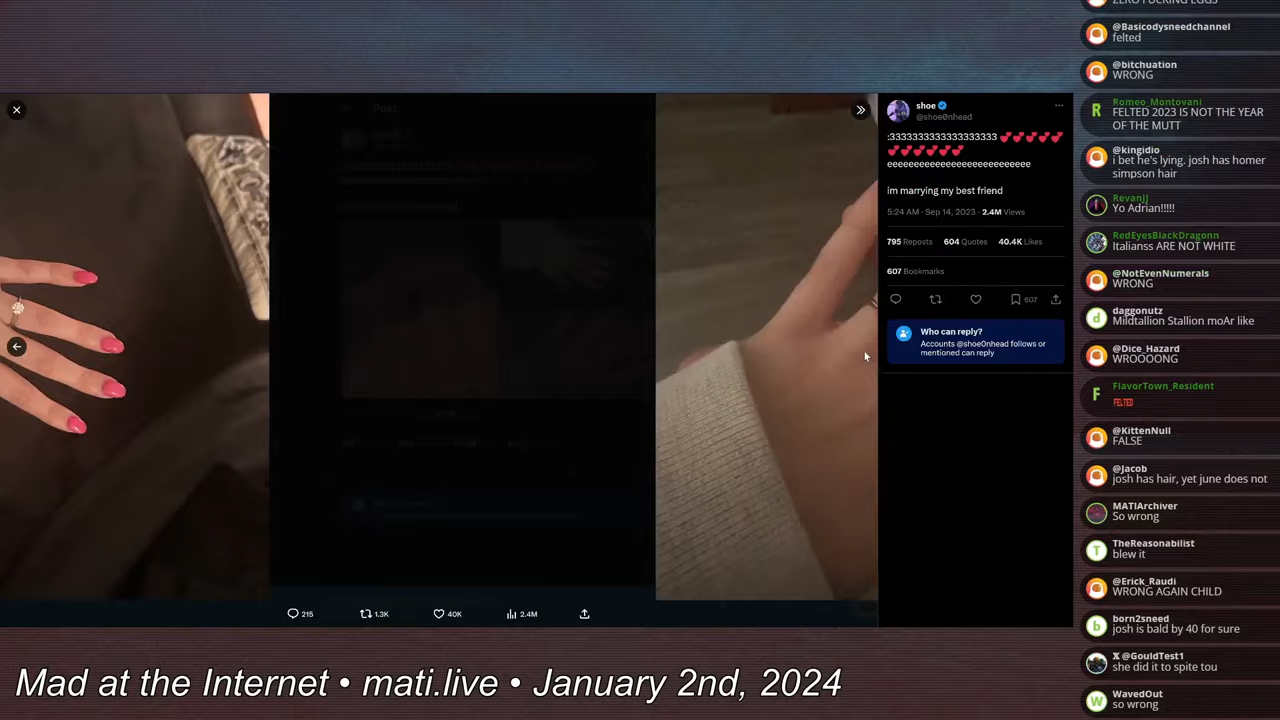 shoe
@shoe0nhead
:3333333333333333333 💕💕💕💕💕
💕💕💕💕💕💕
eeeeeeeeeeeeeeeeeeeeeeeeee
im marrying my best friend
5:24 AM · Sep 14, 2023 · 2.4M Views
795 Reposts 604 Quotes 40.4K Likes
607 Bookmarks
607
Who can reply?
Accounts @shoe0nhead follows or
mentioned can reply
Post
215 1.3K 40K 2.4M
ZERO FUCKING EGGS
@Basicodysneedchannel
felted
@bitchuation
WRONG
Romeo_Montovani
FELTED 2023 IS NOT THE YEAR
OF THE MUTT
@kingidio
i bet he's lying. josh has homer
simpson hair
RevanJJ
Yo Adrian!!!!!
RedEyesBlackDragonn
Italianss ARE NOT WHITE
@NotEvenNumerals
WRONG
daggonutz
Mildtallion Stallion moAr like
@Dice_Hazard
WROOOONG
FlavorTown_Resident
FELTED
@KittenNull
FALSE
@Jacob
josh has hair, yet june does not
MATIArchiver
So wrong
TheReasonabilist
blew it
@Erick_Raudi
WRONG AGAIN CHILD
born2sneed
josh is bald by 40 for sure
𝕏 @GouldTest1
she did it to spite tou
WavedOut
so wrong
Mad at the Internet • mati.live • January 2nd, 2024